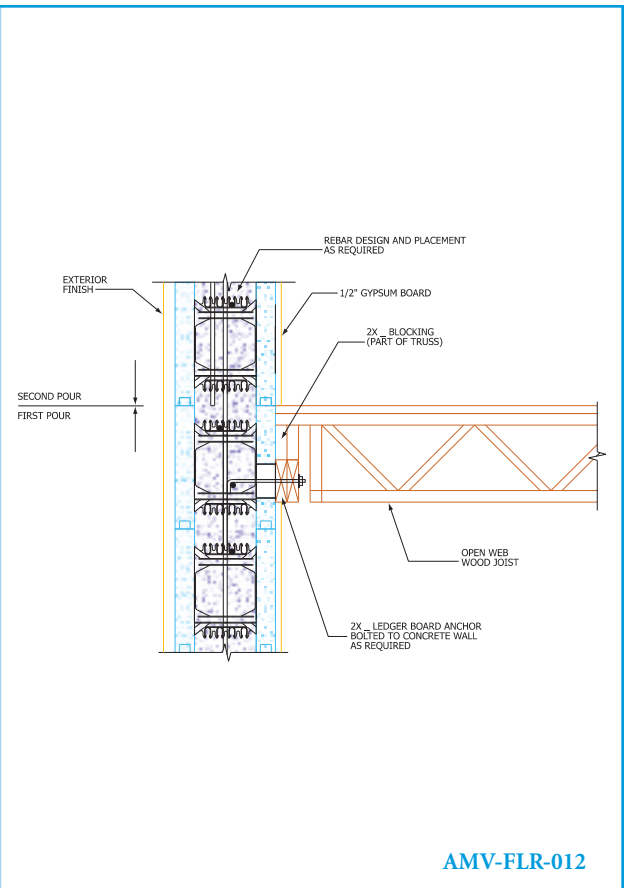 REBAR DESIGN AND PLACEMENT
AS REQUIRED
EXTERIOR
FINISH
1/2" GYPSUM BOARD
2X _ BLOCKING
(PART OF TRUSS)
SECOND POUR
FIRST POUR
OPEN WEB
WOOD JOIST
2X _ LEDGER BOARD ANCHOR
BOLTED TO CONCRETE WALL
AS REQUIRED
AMV-FLR-012